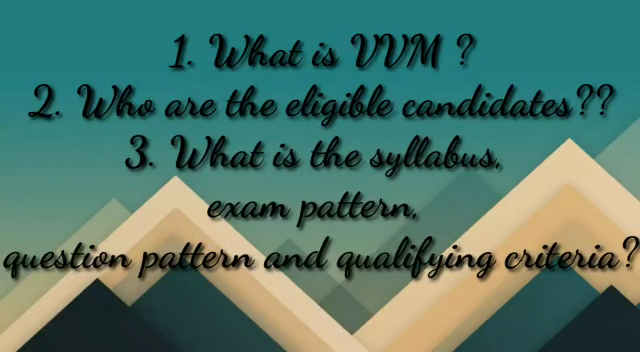 1. What is VVM ?
2. Who are the eligible candidates??
3. What is the syllabus,
exam pattern,
question pattern and qualifying criteria?